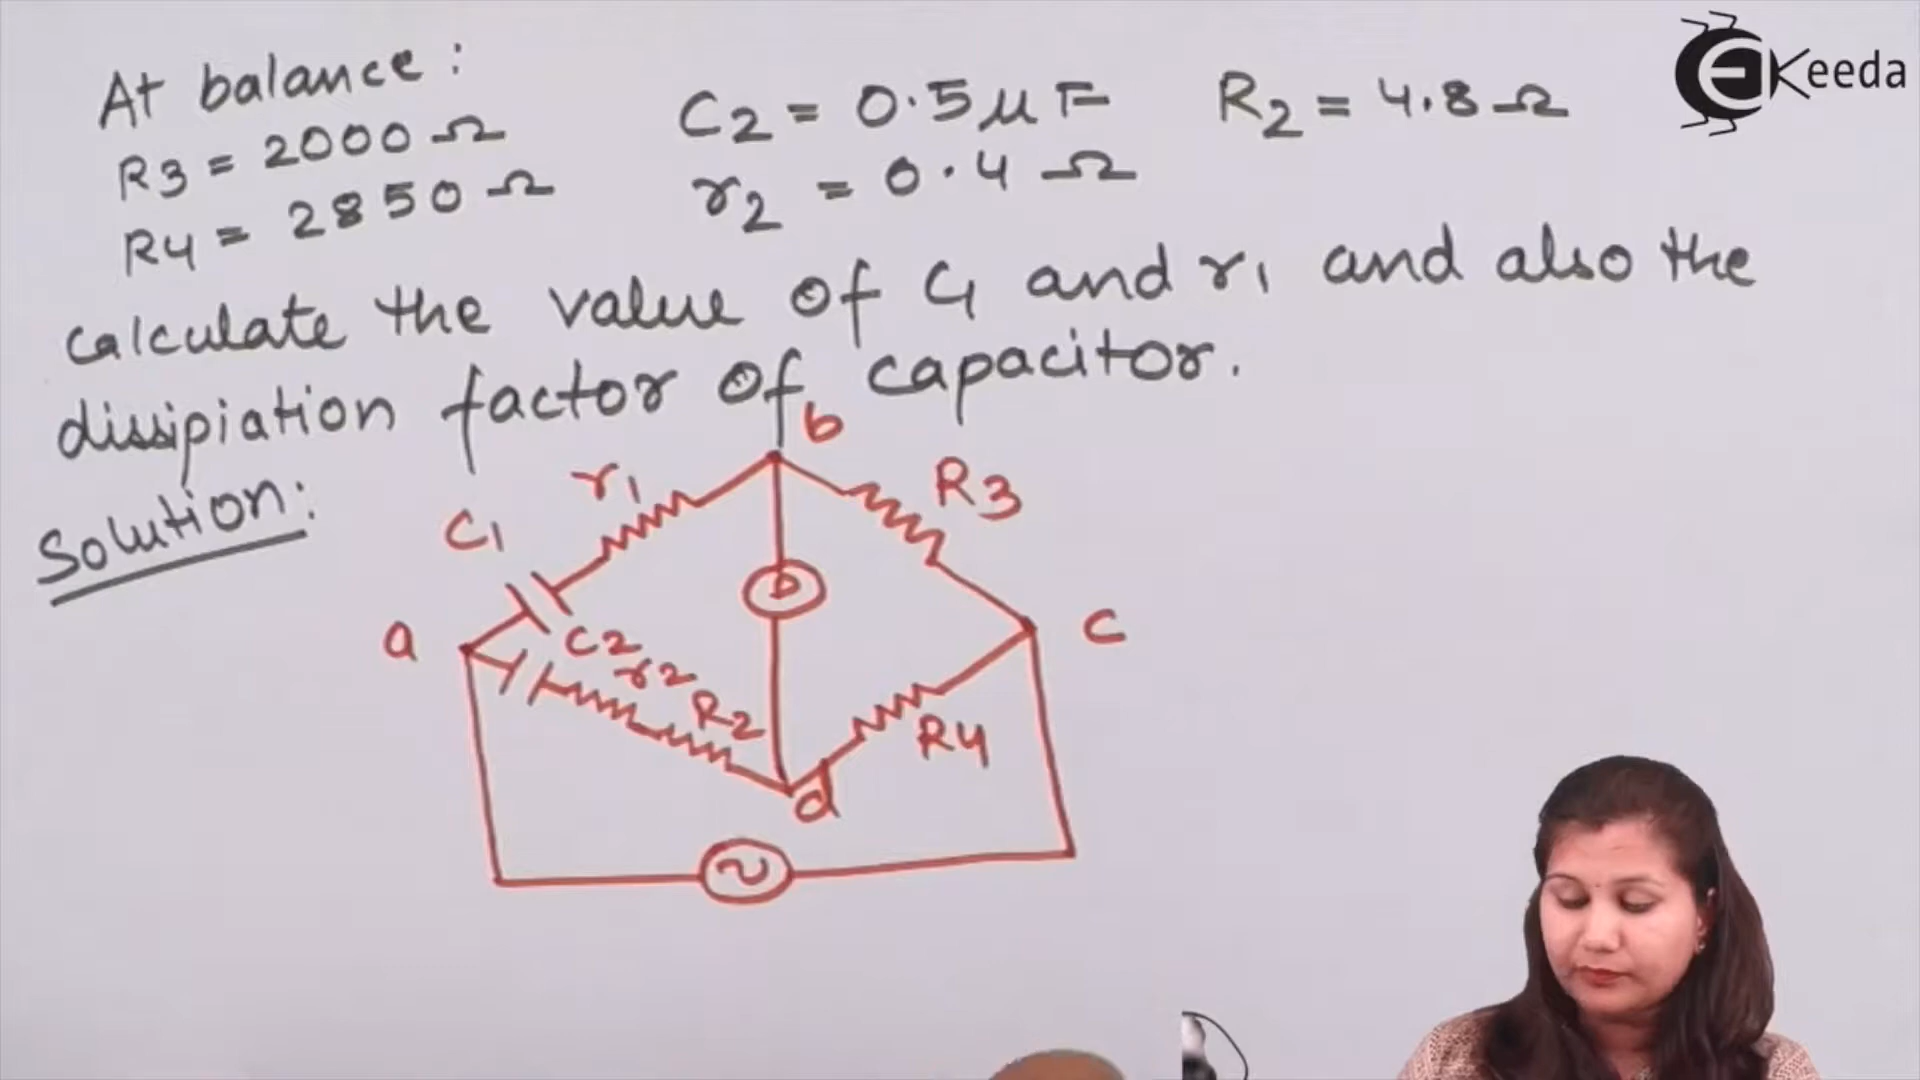 At balance:
R3 = 2000 Ω
R4 = 2850 Ω
C2 = 0.5 μF
R2 = 4.8 Ω
r2 = 0.4 Ω
calculate the value of C1 and r1 and also the
dissipiation factor of capacitor.
Solution:
EKeeda
b
r1
R3
C1
D
a
c
C2
r2
R2
R4
d